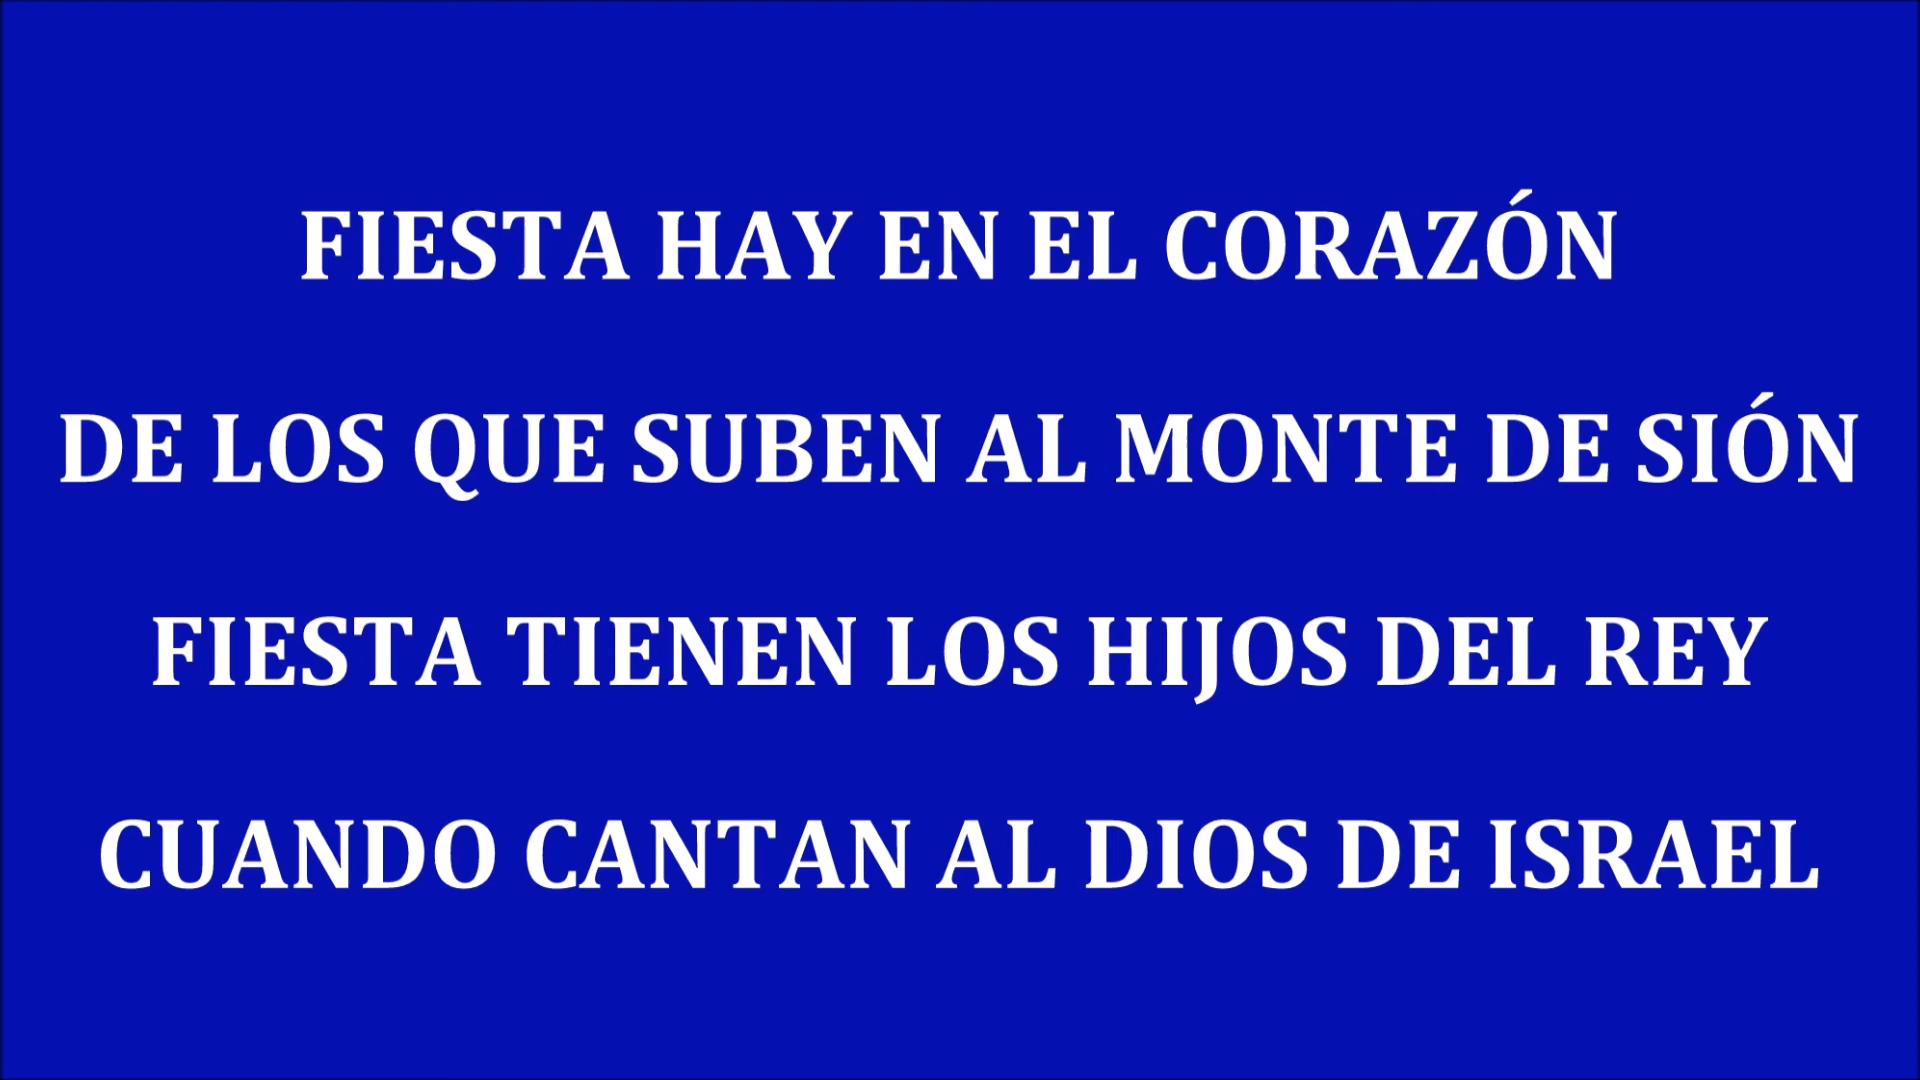 FIESTA HAY EN EL CORAZÓN
DE LOS QUE SUBEN AL MONTE DE SIÓN
FIESTA TIENEN LOS HIJOS DEL REY
CUANDO CANTAN AL DIOS DE ISRAEL